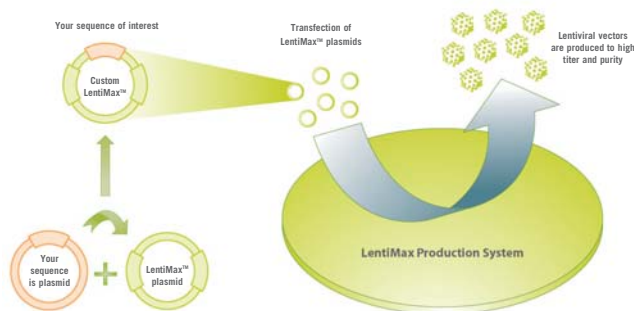 Your sequence of interest
Custom
LentiMax™
Transfection of
LentiMax™ plasmids
Lentiviral vectors
are produced to high
titer and purity
Your
sequence
is plasmid
+
LentiMax™
plasmid
LentiMax Production System